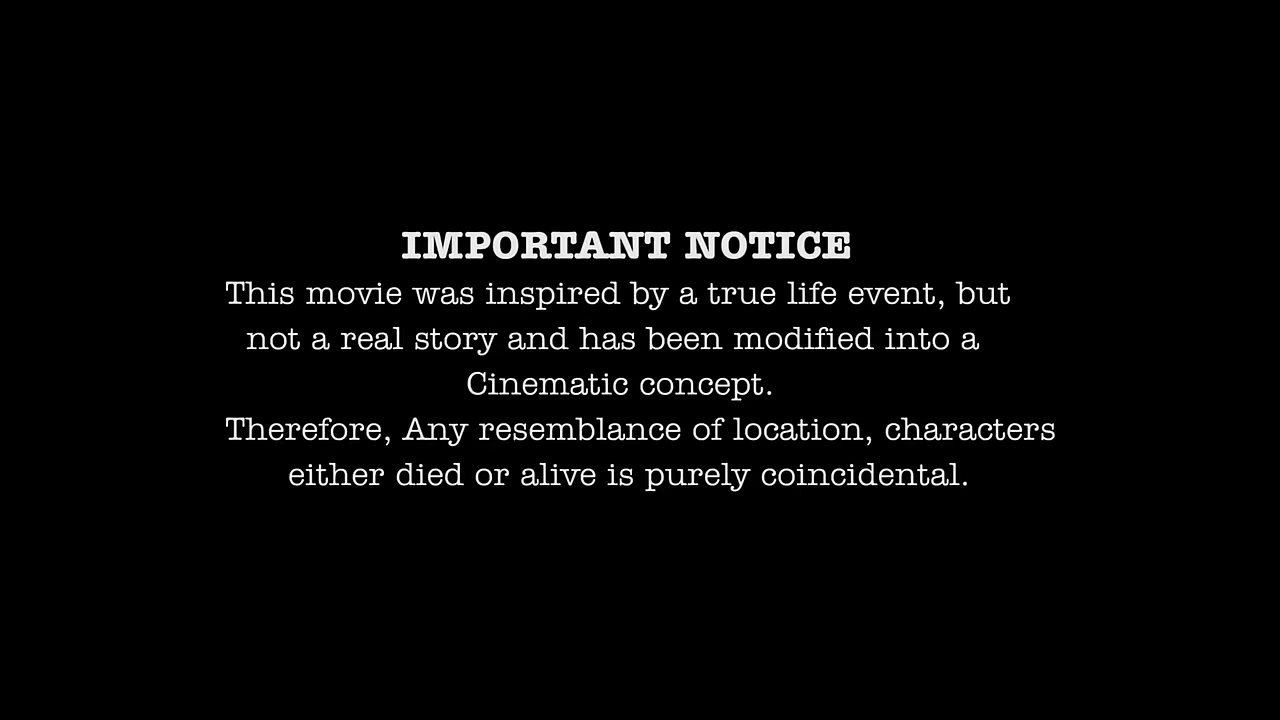 IMPORTANT NOTICE
This movie was inspired by a true life event, but
not a real story and has been modified into a
Cinematic concept.
Therefore, Any resemblance of location, characters
either died or alive is purely coincidental.